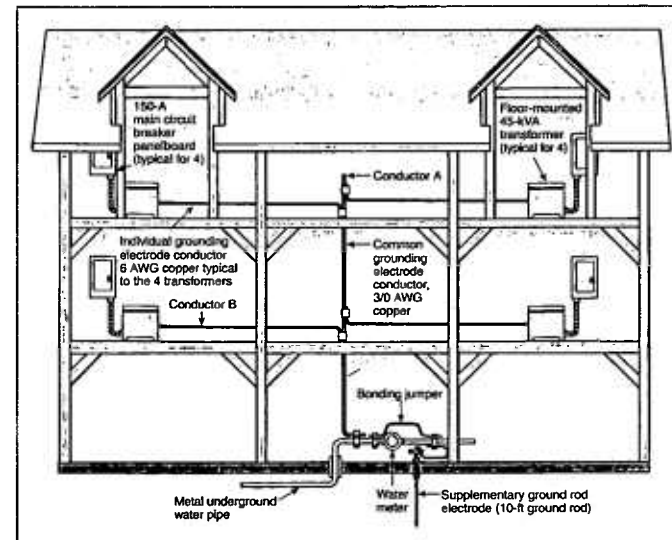 150-A
main circuit
breaker
panelboard
(typical for 4)
Floor-mounted
45-kVA
transformer
(typical for 4)
Conductor A
Individual grounding
electrode conductor
6 AWG copper typical
to the 4 transformers
Common
grounding
electrode
conductor,
3/0 AWG
copper
Conductor B
Bonding jumper
Metal underground
water pipe
Water
meter
Supplementary ground rod
electrode (10-ft ground rod)